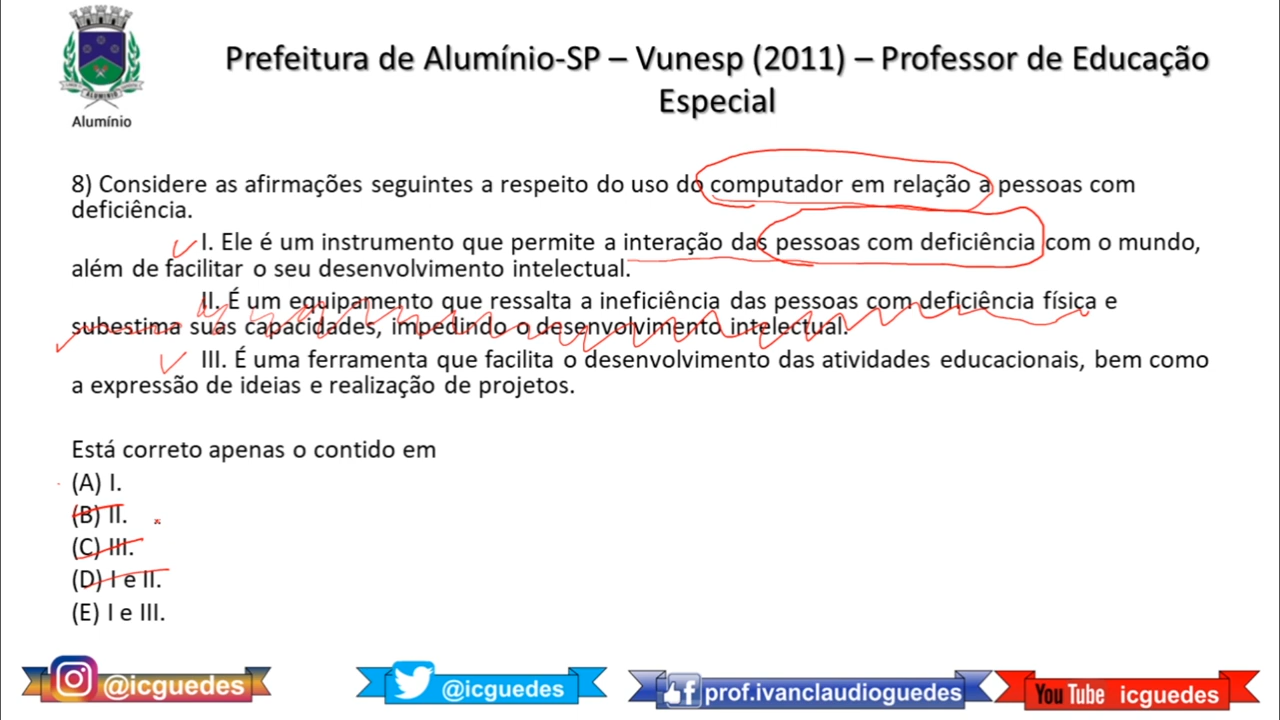 Prefeitura de Alumínio-SP – Vunesp (2011) – Professor de Educação
Especial
Alumínio
8) Considere as afirmações seguintes a respeito do uso do computador em relação a pessoas com
deficiência.
I. Ele é um instrumento que permite a interação das pessoas com deficiência com o mundo,
além de facilitar o seu desenvolvimento intelectual.
II. É um equipamento que ressalta a ineficiência das pessoas com deficiência física e
subestima suas capacidades, impedindo o desenvolvimento intelectual.
III. É uma ferramenta que facilita o desenvolvimento das atividades educacionais, bem como
a expressão de ideias e realização de projetos.
Está correto apenas o contido em
(A) I.
(B) II.
(C) III.
(D) I e II.
(E) I e III.
@icguedes
@icguedes
prof.ivanclaudioguedes
You Tube icguedes